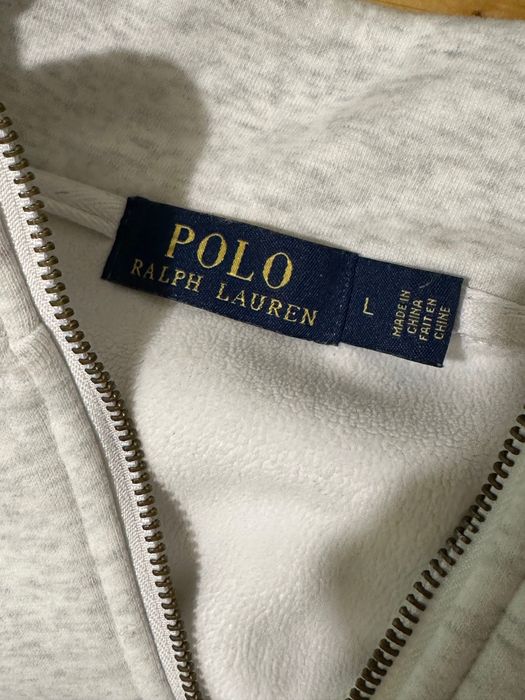 POLO
RALPH LAUREN
L
MADE IN
CHINA
FAIT EN
CHINE